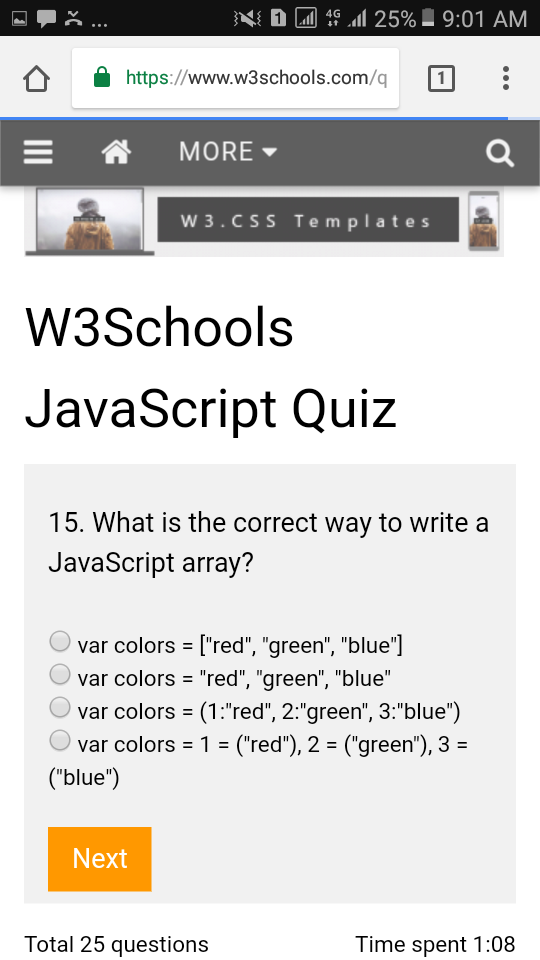 ... 1 4G 25% 9:01 AM
https://www.w3schools.com/q 1
MORE
W3.CSS Templates
W3Schools
JavaScript Quiz
15. What is the correct way to write a
JavaScript array?
var colors = ["red", "green", "blue"]
var colors = "red", "green", "blue"
var colors = (1:"red", 2:"green", 3:"blue")
var colors = 1 = ("red"), 2 = ("green"), 3 =
("blue")
Next
Total 25 questions Time spent 1:08